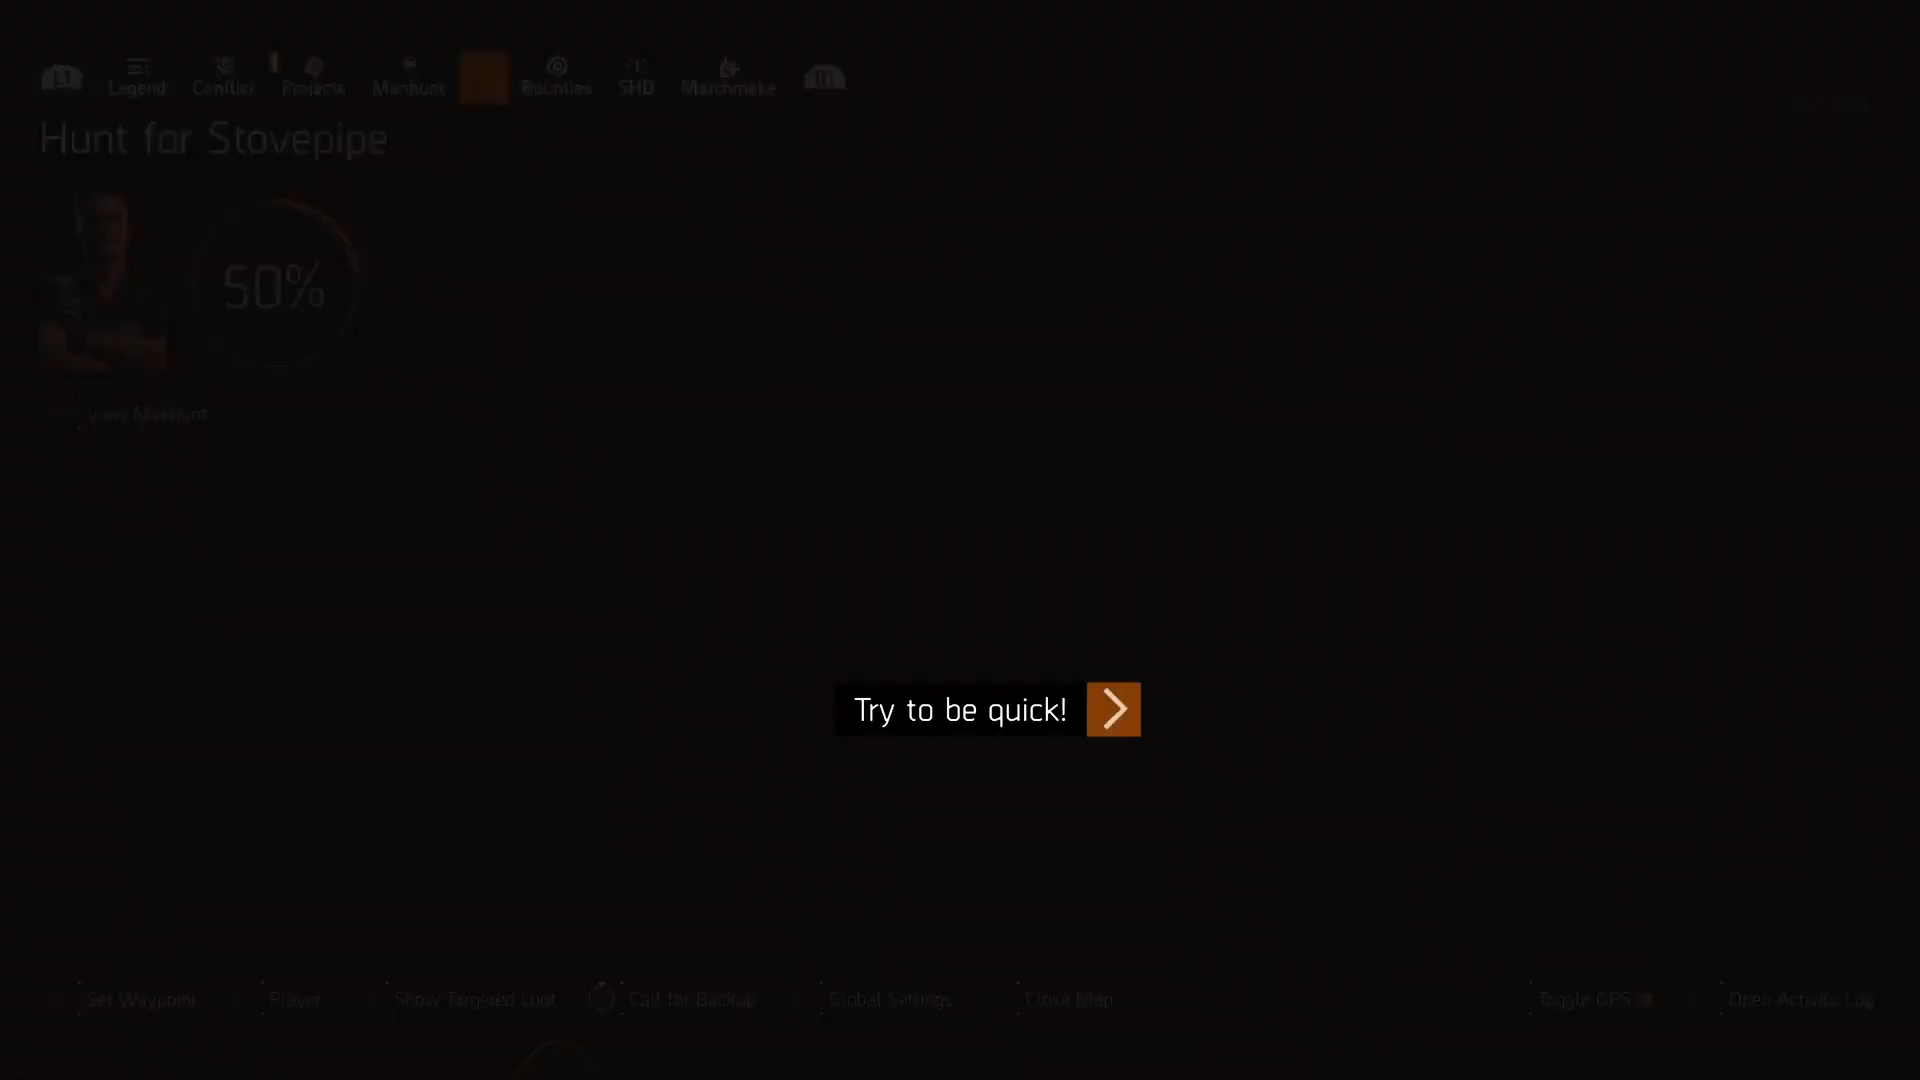 Legend Conflict Projects Manhunt Bounties SHD Matchmake
Hunt for Stovepipe
50%
View Manhunt
Try to be quick!
Set Waypoint Player Show Targeted Loot Call for Backup Global Settings Close Map Toggle GPS Open Activity Log